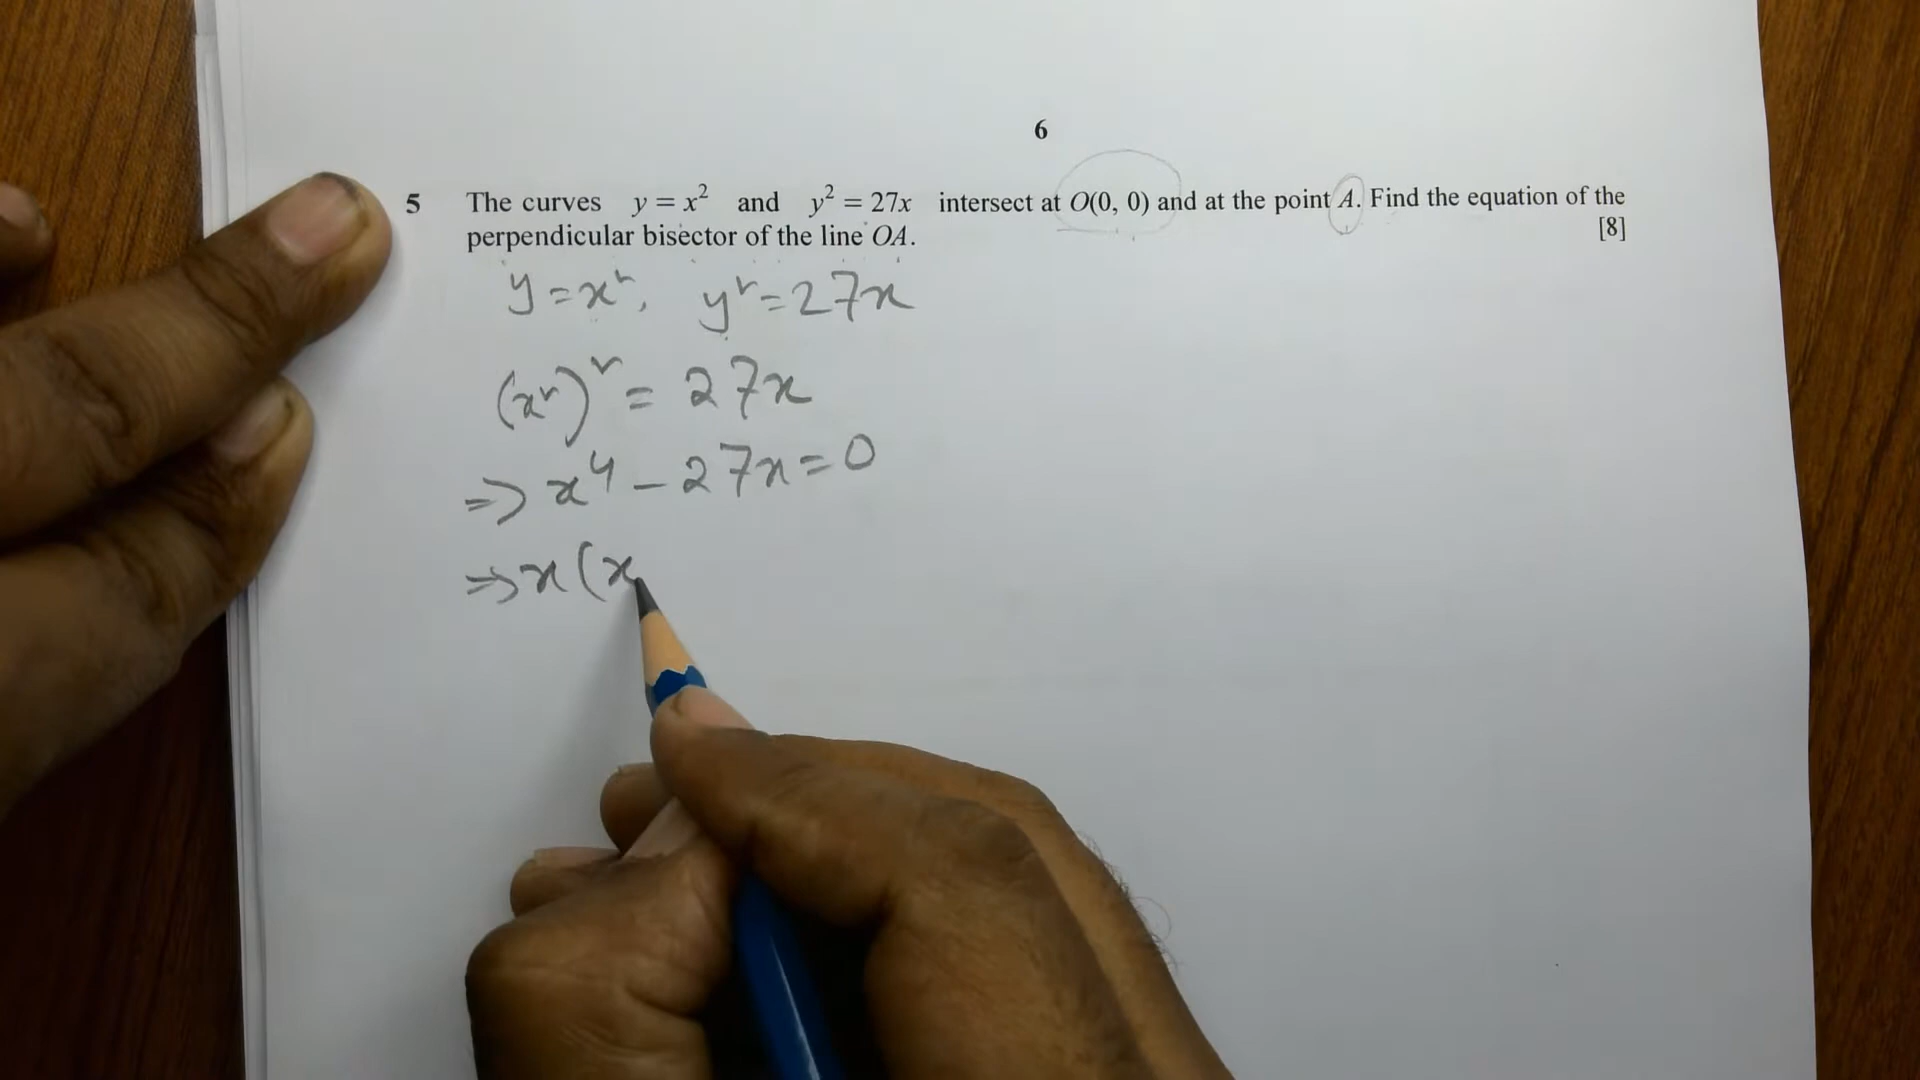 6
5 The curves y = x² and y² = 27x intersect at O(0, 0) and at the point A. Find the equation of the
perpendicular bisector of the line OA. [8]
y = x², y² = 27x
(x²)² = 27x
⇒ x⁴ − 27x = 0
⇒ x(x